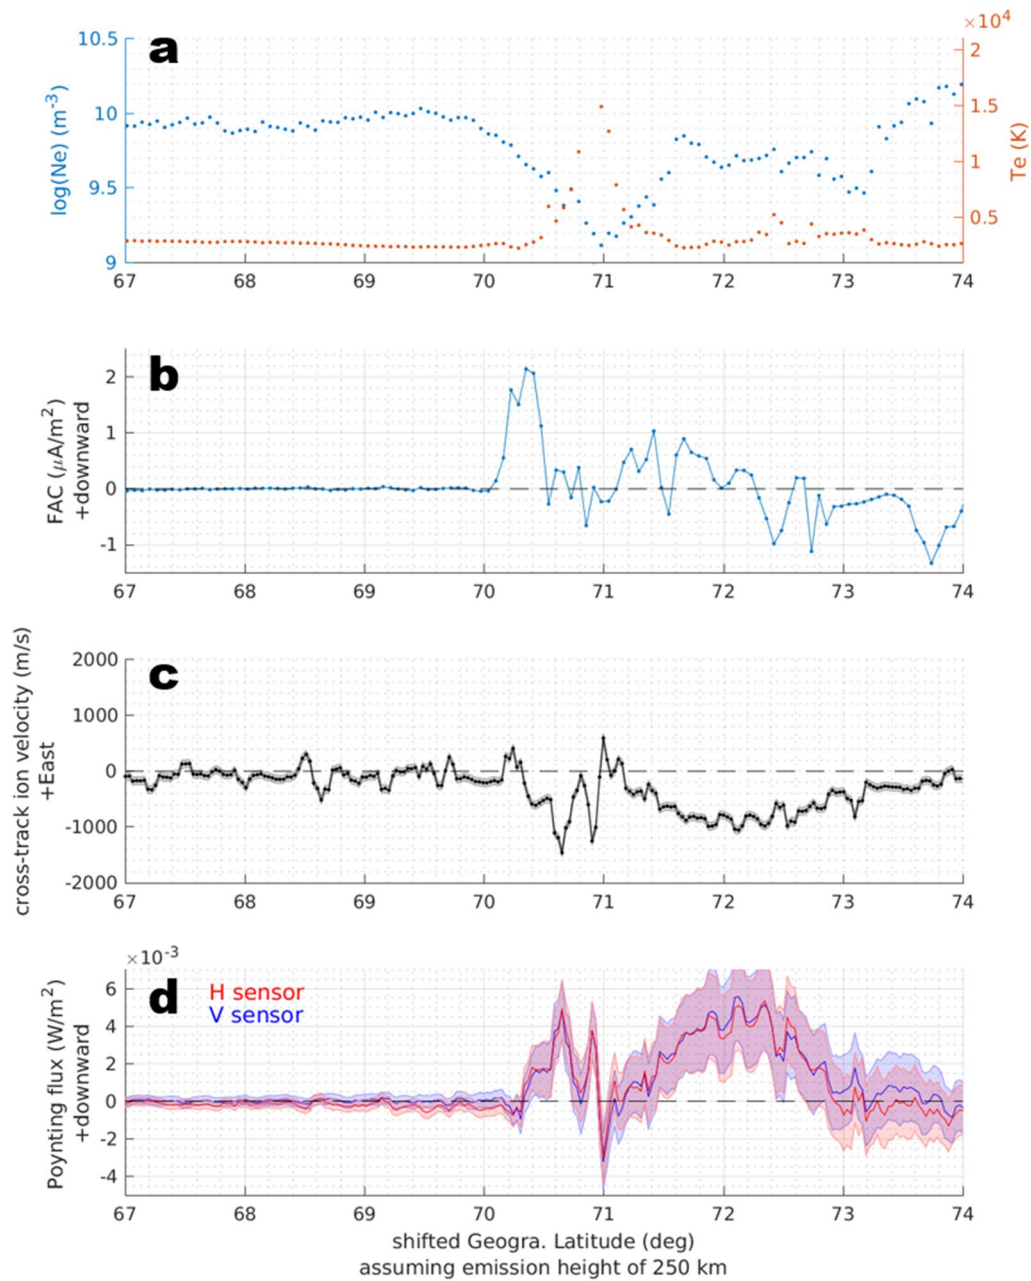 a
×10⁴
10.5
10
9.5
9
log(Ne) (m⁻³)
2
1.5
1
0.5
Te (K)
67 68 69 70 71 72 73 74
b
2
1
0
-1
FAC (μA/m²)
+downward
67 68 69 70 71 72 73 74
c
2000
1000
0
-1000
-2000
cross-track ion velocity (m/s)
+East
67 68 69 70 71 72 73 74
×10⁻³
d
H sensor
V sensor
6
4
2
0
-2
-4
Poynting flux (W/m²)
+downward
67 68 69 70 71 72 73 74
shifted Geogra. Latitude (deg)
assuming emission height of 250 km